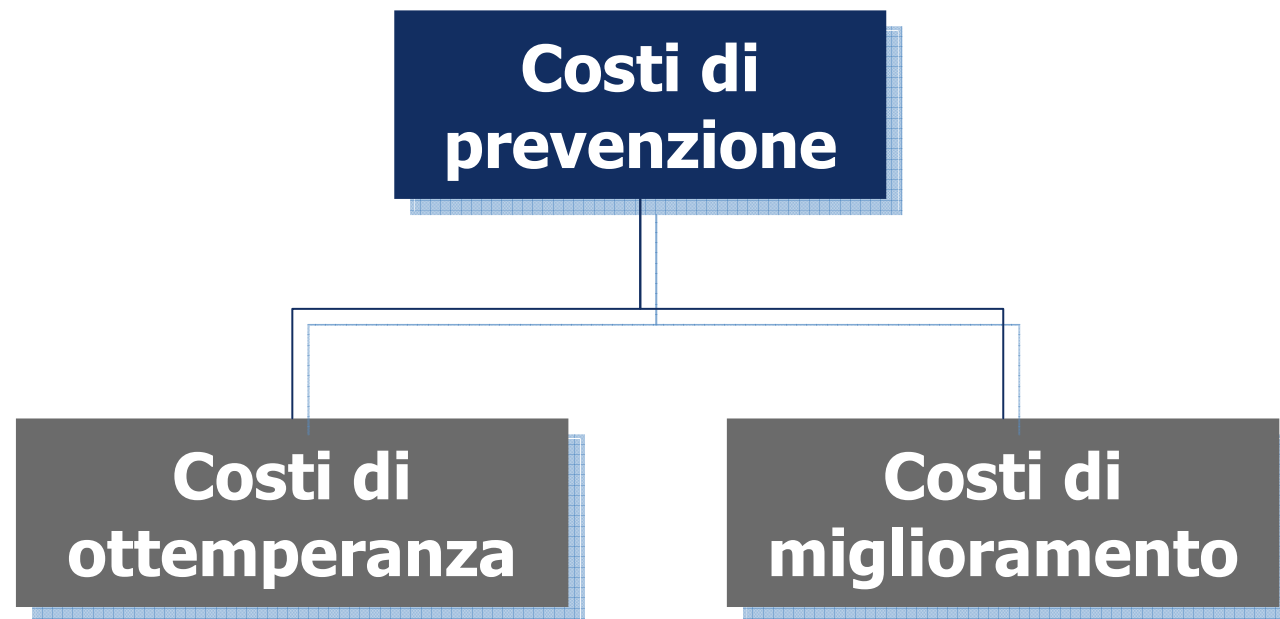 Costi di
prevenzione
Costi di
ottemperanza
Costi di
miglioramento